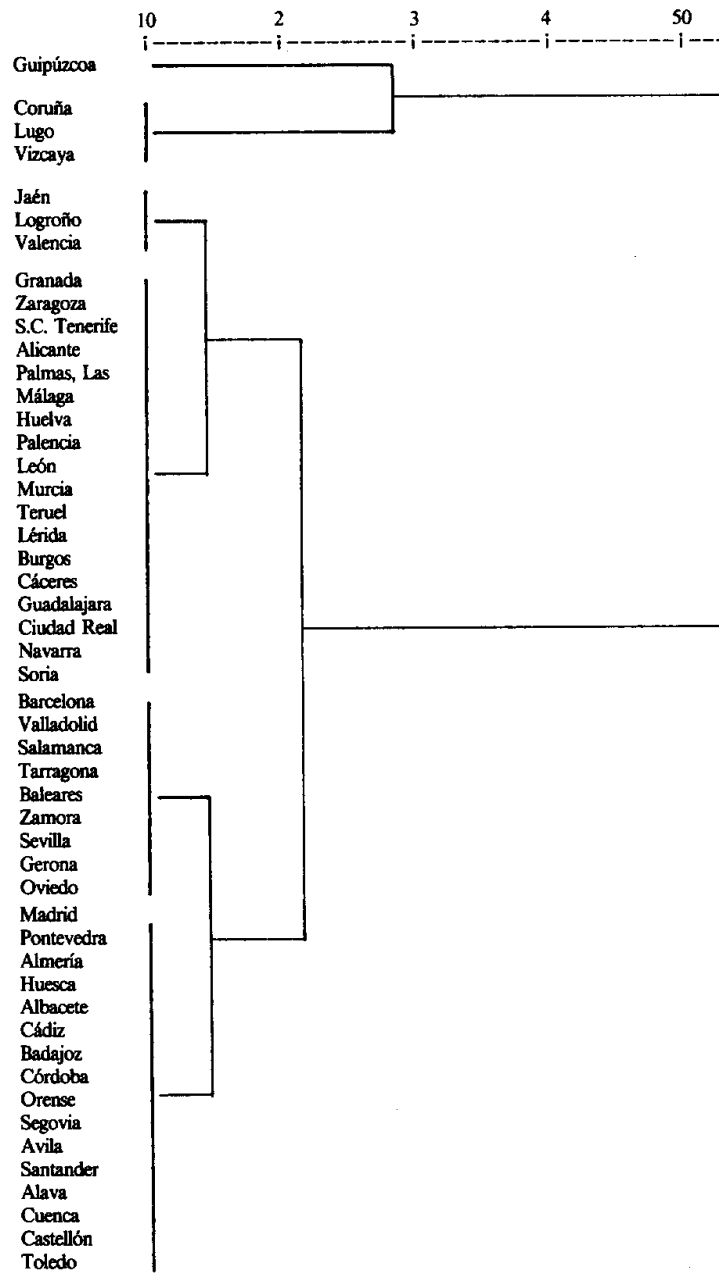 10 2 3 4 50
Guipúzcoa
Coruña
Lugo
Vizcaya
Jaén
Logroño
Valencia
Granada
Zaragoza
S.C. Tenerife
Alicante
Palmas, Las
Málaga
Huelva
Palencia
León
Murcia
Teruel
Lérida
Burgos
Cáceres
Guadalajara
Ciudad Real
Navarra
Soria
Barcelona
Valladolid
Salamanca
Tarragona
Baleares
Zamora
Sevilla
Gerona
Oviedo
Madrid
Pontevedra
Almería
Huesca
Albacete
Cádiz
Badajoz
Córdoba
Orense
Segovia
Avila
Santander
Alava
Cuenca
Castellón
Toledo